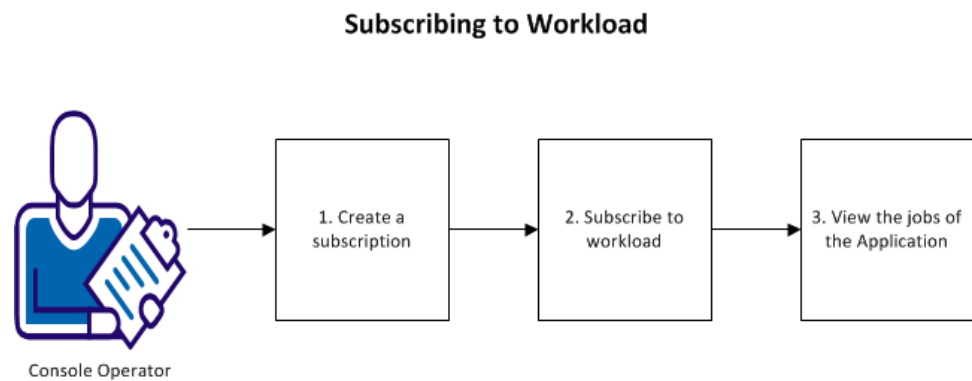 Subscribing to Workload
1. Create a
subscription
2. Subscribe to
workload
3. View the jobs of
the Application
Console Operator